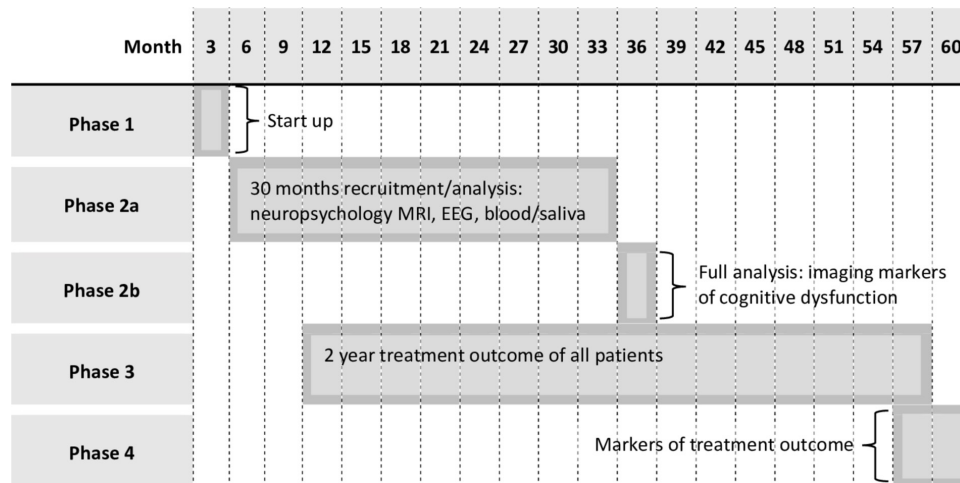 Month 3 6 9 12 15 18 21 24 27 30 33 36 39 42 45 48 51 54 57 60
Phase 1
Start up
Phase 2a
30 months recruitment/analysis:
neuropsychology MRI, EEG, blood/saliva
Phase 2b
Full analysis: imaging markers
of cognitive dysfunction
Phase 3
2 year treatment outcome of all patients
Phase 4
Markers of treatment outcome